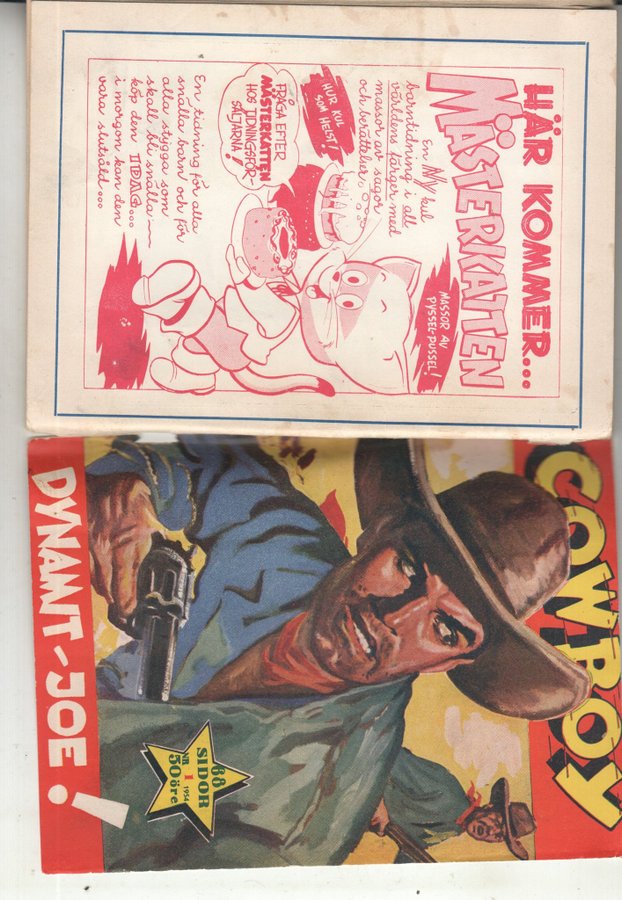 HÄR KOMMER...
MÄSTERKATTEN
En NY kul
barntidning i all
världens färger med
massor av sagor
och berättelser, o o o
HUR KUL
SOM HELST!
MASSOR AV
PYSSEL-PUSSEL!
FRÅGA EFTER
MÄSTERKATTEN
HOS TIDNINGSFÖR-
SÄLJARNA!
En tidning för alla
snälla barn och för
alla stygga som
skall bli snälla —
köp den IDAG...
i morgon kan den
vara slutsåld...
COWBOY
68
SIDOR
NR 1 1954
50 öre
DYNAMIT-JOE!